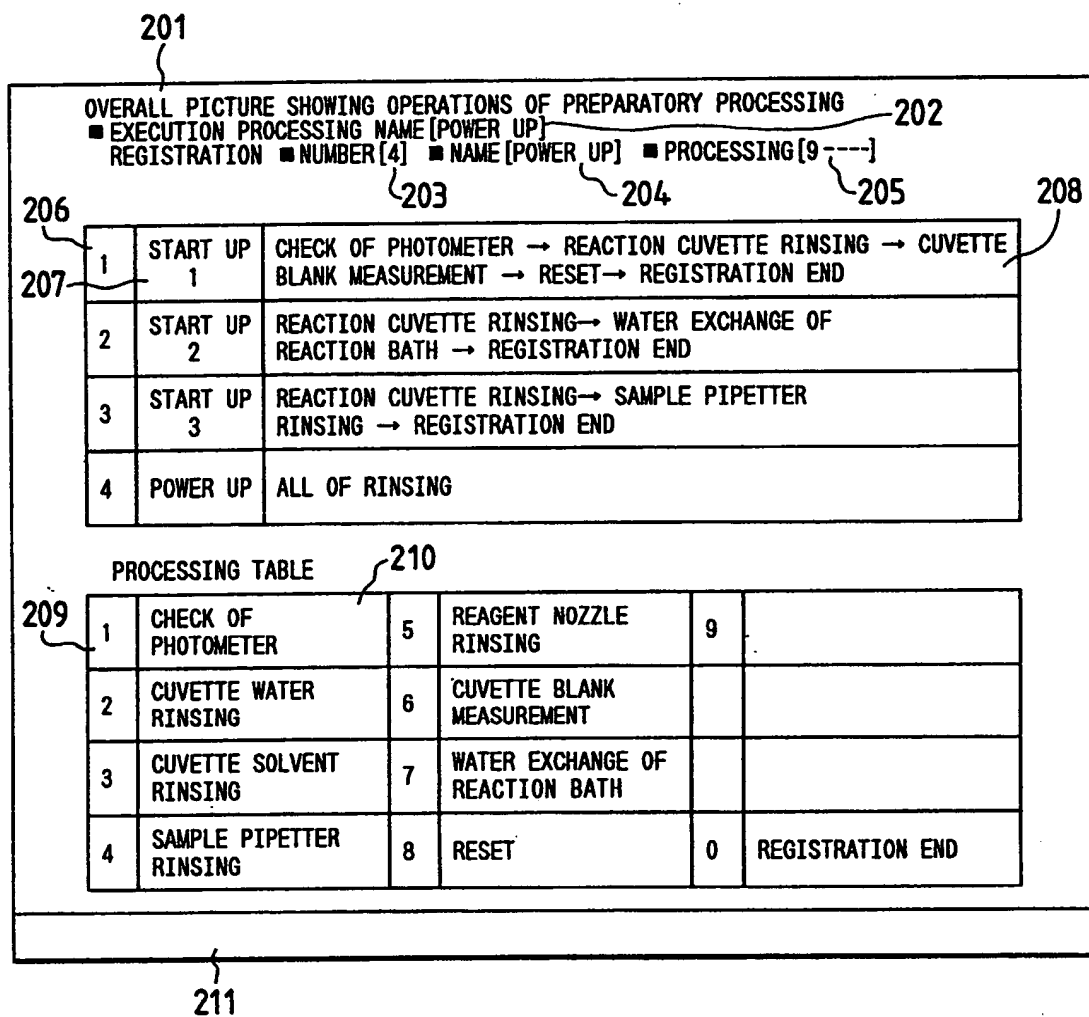 201
OVERALL PICTURE SHOWING OPERATIONS OF PREPARATORY PROCESSING
■ EXECUTION PROCESSING NAME[POWER UP] 202
REGISTRATION ■ NUMBER[4] ■ NAME[POWER UP] ■ PROCESSING[9 ----]
203 204 205 208
206
1 START UP 1 CHECK OF PHOTOMETER → REACTION CUVETTE RINSING → CUVETTE
BLANK MEASUREMENT → RESET→ REGISTRATION END
207
2 START UP 2 REACTION CUVETTE RINSING→ WATER EXCHANGE OF
REACTION BATH → REGISTRATION END
3 START UP 3 REACTION CUVETTE RINSING→ SAMPLE PIPETTER
RINSING → REGISTRATION END
4 POWER UP ALL OF RINSING
PROCESSING TABLE 210
209
1 CHECK OF
PHOTOMETER
5 REAGENT NOZZLE
RINSING
9
2 CUVETTE WATER
RINSING
6 CUVETTE BLANK
MEASUREMENT
3 CUVETTE SOLVENT
RINSING
7 WATER EXCHANGE OF
REACTION BATH
4 SAMPLE PIPETTER
RINSING
8 RESET
0 REGISTRATION END
211